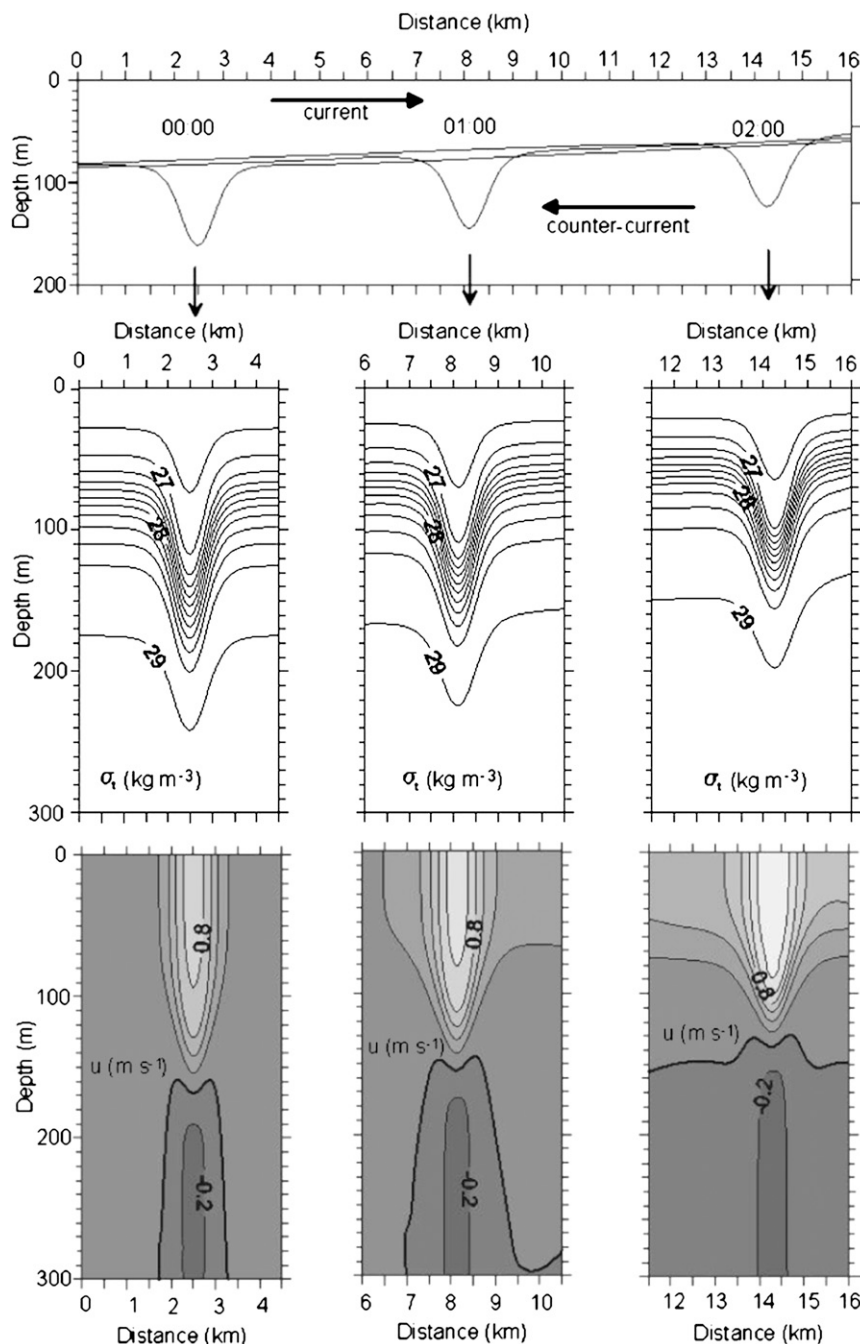 Distance (km)
0 1 2 3 4 5 6 7 8 9 10 11 12 13 14 15 16
0
current
00:00 01:00 02:00
Depth (m)
100
counter-current
200
Distance (km) Distance (km) Distance (km)
0 1 2 3 4 6 7 8 9 10 12 13 14 15 16
0
27 27 27
28 28 28
100
Depth (m)
29 29 29
200
σt (kg m-3) σt (kg m-3) σt (kg m-3)
300
0
0.8 0.8 0.8
100
u (m s-1) u (m s-1) u (m s-1)
Depth (m)
200
-0.2 -0.2 -0.2
300
0 1 2 3 4 6 7 8 9 10 12 13 14 15 16
Distance (km) Distance (km) Distance (km)